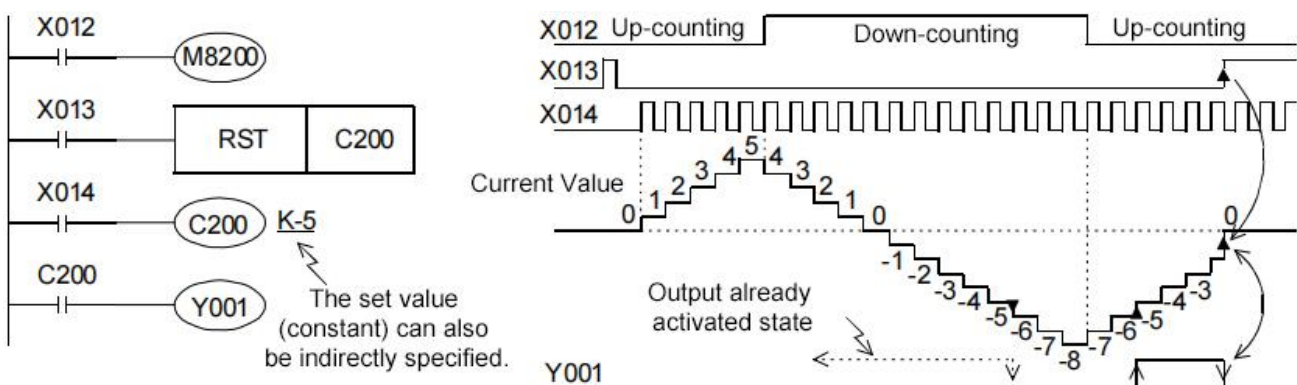 X012
M8200
X013
RST C200
X014
C200 K-5
C200
Y001
The set value
(constant) can also
be indirectly specified.
X012 Up-counting Down-counting Up-counting
X013
X014
Current Value
0 1 2 3 4 5 4 3 2 1 0 -1 -2 -3 -4 -5 -6 -7 -8 -7 -6 -5 -4 -3 0
Output already
activated state
Y001